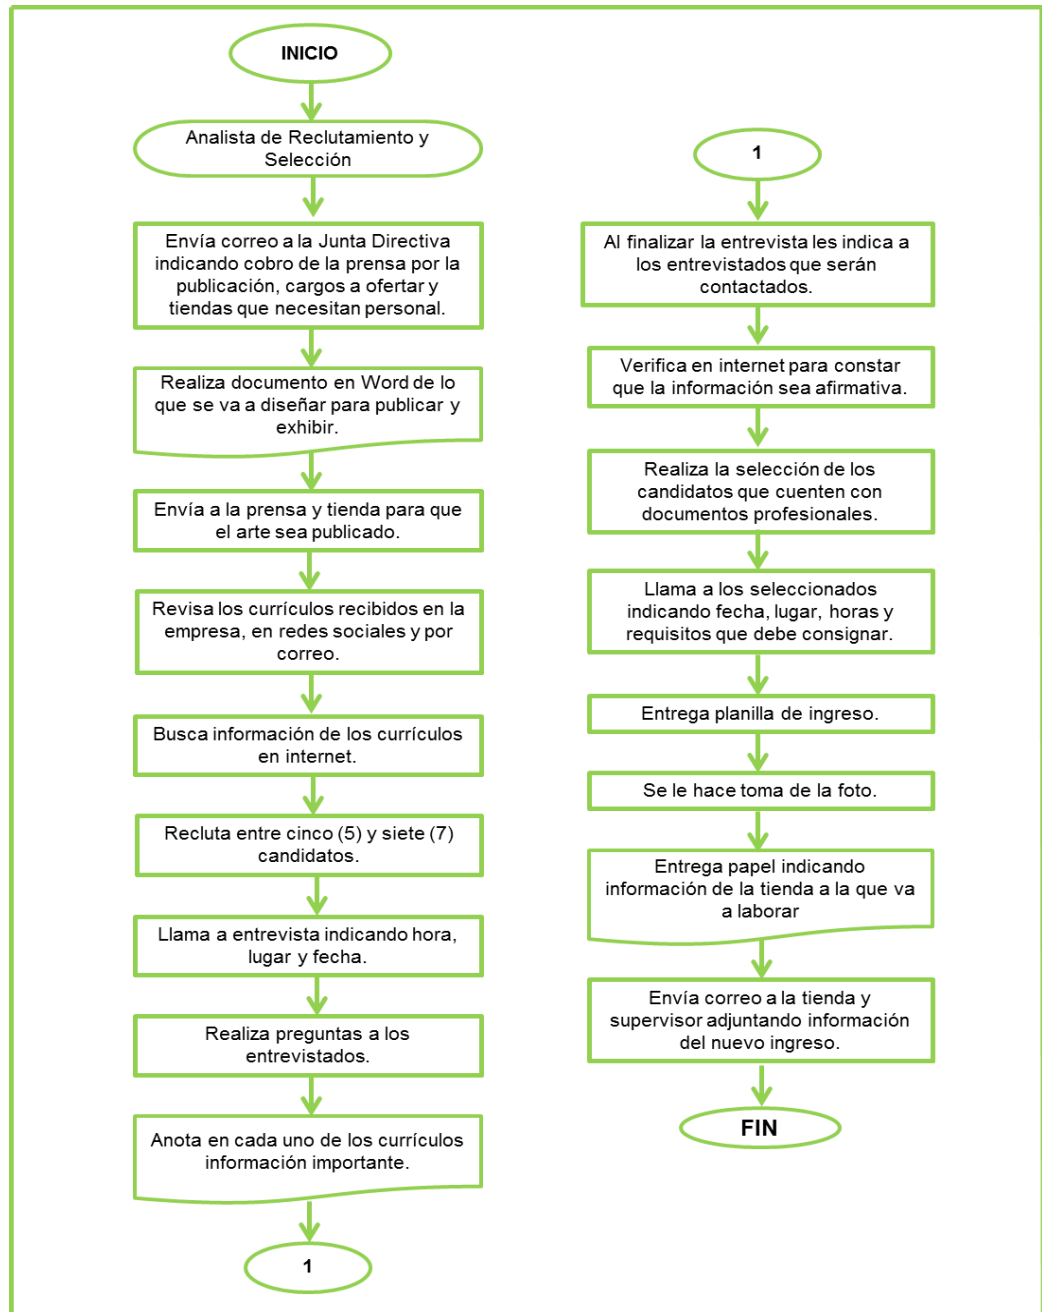 INICIO
Analista de Reclutamiento y
Selección
Envía correo a la Junta Directiva
indicando cobro de la prensa por la
publicación, cargos a ofertar y
tiendas que necesitan personal.
Realiza documento en Word de lo
que se va a diseñar para publicar y
exhibir.
Envía a la prensa y tienda para que
el arte sea publicado.
Revisa los currículos recibidos en la
empresa, en redes sociales y por
correo.
Busca información de los currículos
en internet.
Recluta entre cinco (5) y siete (7)
candidatos.
Llama a entrevista indicando hora,
lugar y fecha.
Realiza preguntas a los
entrevistados.
Anota en cada uno de los currículos
información importante.
1
1
Al finalizar la entrevista les indica a
los entrevistados que serán
contactados.
Verifica en internet para constar
que la información sea afirmativa.
Realiza la selección de los
candidatos que cuenten con
documentos profesionales.
Llama a los seleccionados
indicando fecha, lugar, horas y
requisitos que debe consignar.
Entrega planilla de ingreso.
Se le hace toma de la foto.
Entrega papel indicando
información de la tienda a la que va
a laborar
Envía correo a la tienda y
supervisor adjuntando información
del nuevo ingreso.
FIN